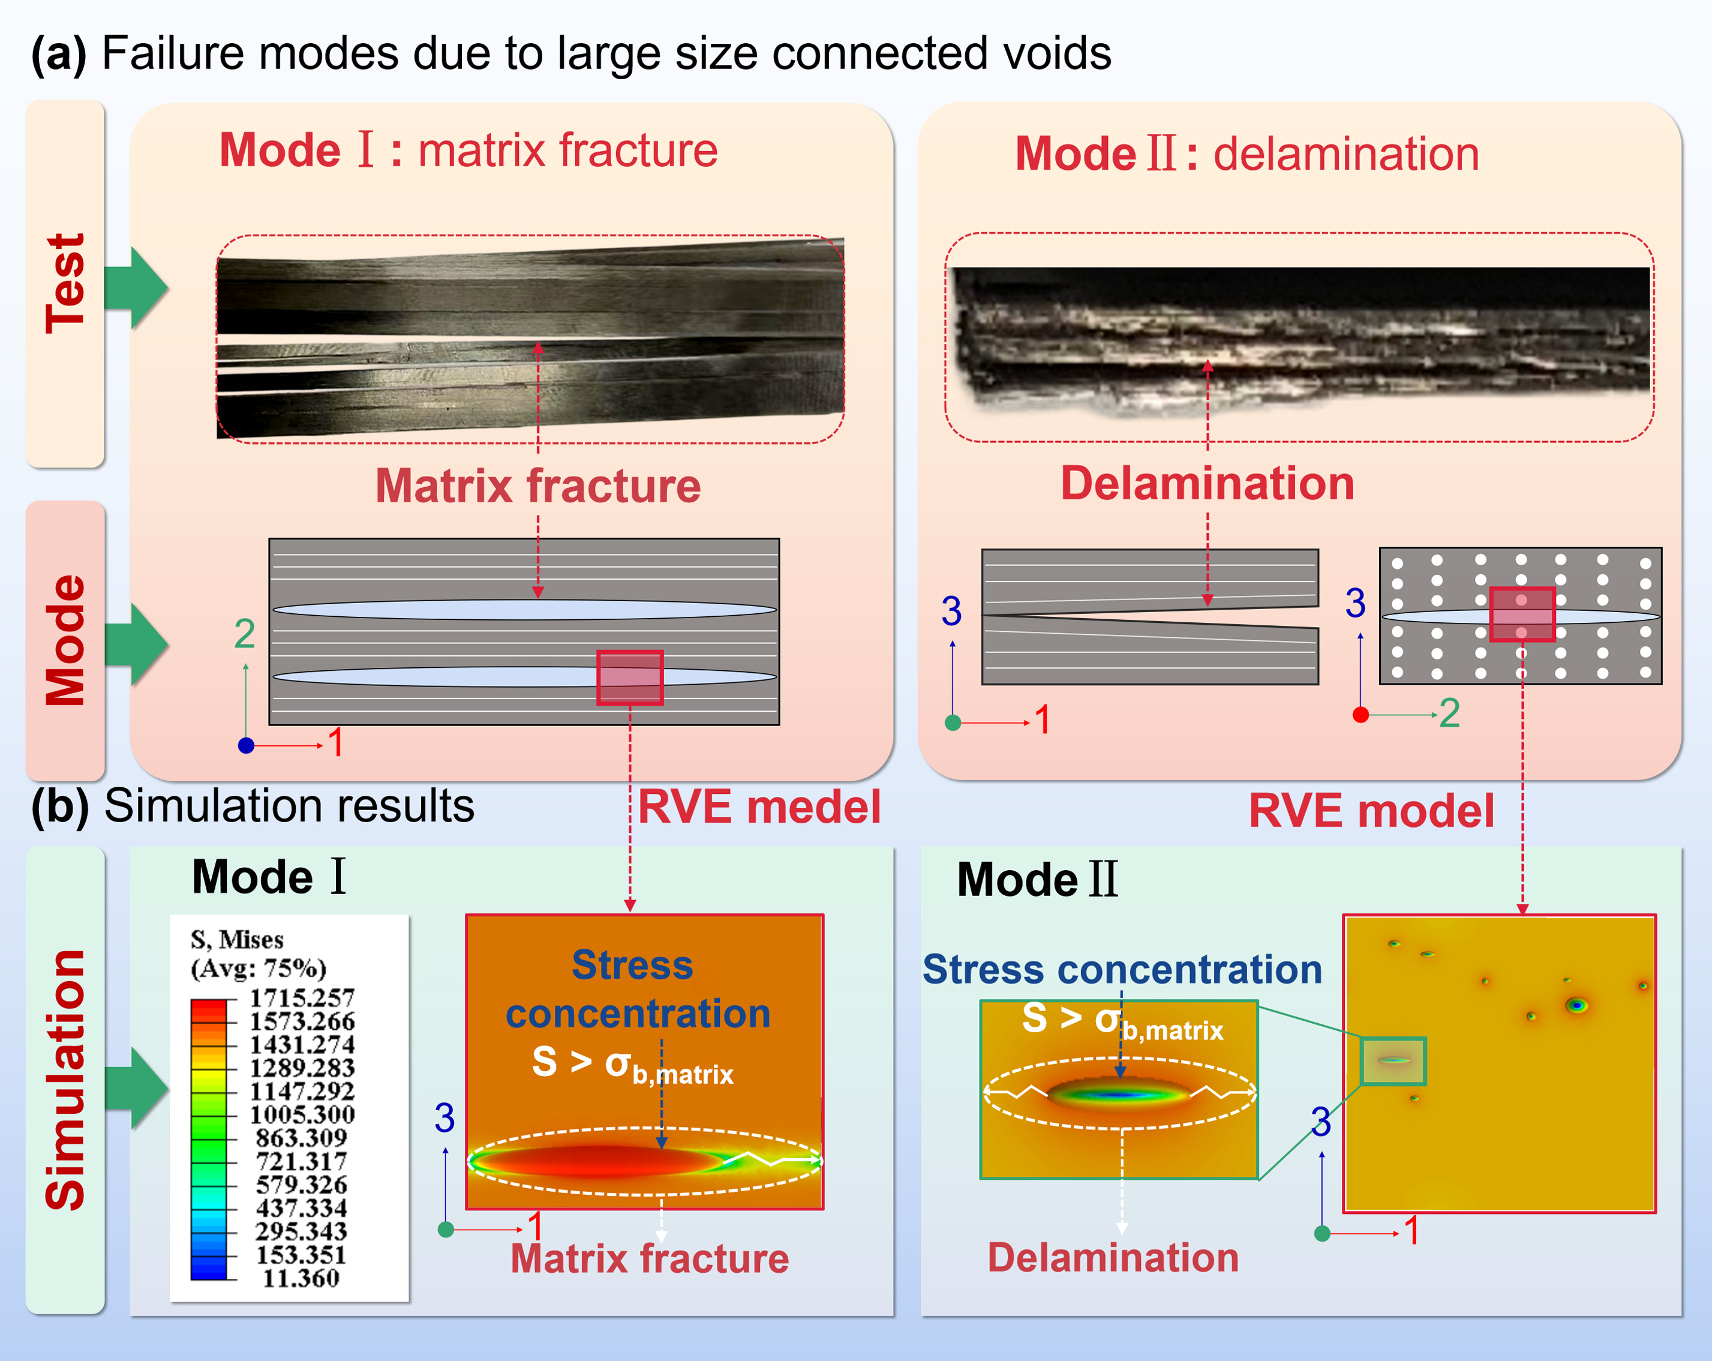 (a) Failure modes due to large size connected voids
Test
Mode Ⅰ : matrix fracture
Mode Ⅱ : delamination
Matrix fracture
Delamination
Mode
2
1
3
1
3
2
(b) Simulation results
RVE medel
RVE model
Simulation
Mode Ⅰ
S, Mises
(Avg: 75%)
1715.257
1573.266
1431.274
1289.283
1147.292
1005.300
863.309
721.317
579.326
437.334
295.343
153.351
11.360
Stress
concentration
S > σb,matrix
3
1
Matrix fracture
Mode Ⅱ
Stress concentration
S > σb,matrix
Delamination
3
1